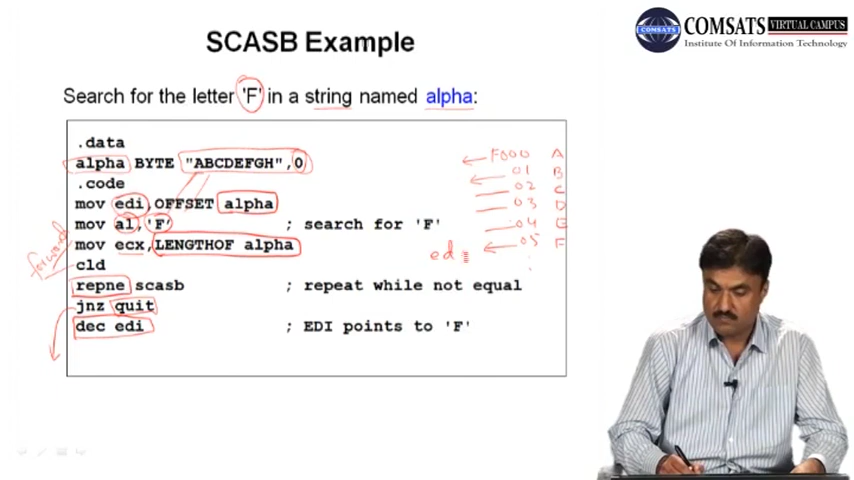 SCASB Example
COMSATS VIRTUAL CAMPUS
Institute Of Information Technology
COMSATS
Search for the letter 'F' in a string named alpha:
.data
alpha BYTE "ABCDEFGH",0
.code
mov edi,OFFSET alpha
mov al,'F' ; search for 'F'
mov ecx,LENGTHOF alpha
cld
repne scasb ; repeat while not equal
jnz quit
dec edi ; EDI points to 'F'
forward
F000 A
01 B
02 C
03 D
04 E
05 F
edi